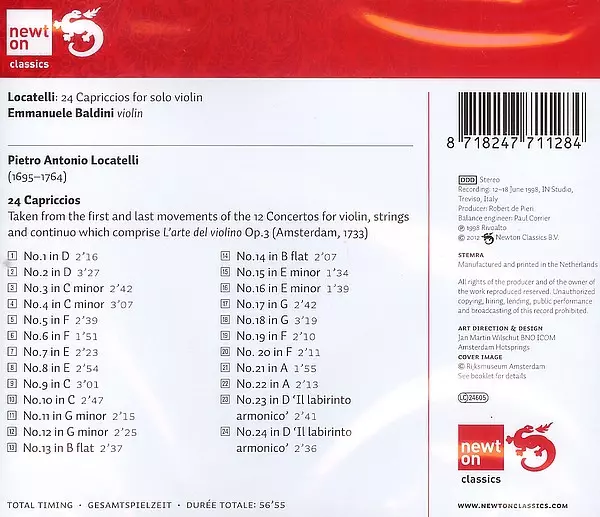 newt
on
classics
Locatelli: 24 Capriccios for solo violin
Emmanuele Baldini violin
Pietro Antonio Locatelli
(1695–1764)
24 Capriccios
Taken from the first and last movements of the 12 Concertos for violin, strings
and continuo which comprise L'arte del violino Op.3 (Amsterdam, 1733)
1 No.1 in D 2'16
2 No.2 in D 3'27
3 No.3 in C minor 2'42
4 No.4 in C minor 3'07
5 No.5 in F 2'39
6 No.6 in F 1'51
7 No.7 in E 2'23
8 No.8 in E 2'54
9 No.9 in C 3'01
10 No.10 in C 2'47
11 No.11 in G minor 2'15
12 No.12 in G minor 2'25
13 No.13 in B flat 2'37
14 No.14 in B flat 2'07
15 No.15 in E minor 1'34
16 No.16 in E minor 1'39
17 No.17 in G 2'42
18 No.18 in G 3'19
19 No.19 in F 2'10
20 No. 20 in F 2'11
21 No.21 in A 1'55
22 No.22 in A 2'13
23 No.23 in D 'Il labirinto
armonico' 2'41
24 No.24 in D 'Il labirinto
armonico' 2'36
TOTAL TIMING · GESAMTSPIELZEIT · DURÉE TOTALE: 56'55
8 718247 711284
DDD Stereo
Recording: 12–18 June 1998, IN Studio,
Treviso, Italy
Producer: Robert de Pieri
Balance engineer: Paul Corrier
℗ 1998 Rivoalto
© 2012 Newton Classics B.V.
STEMRA
Manufactured and printed in the Netherlands
All rights of the producer and of the owner of
the work reproduced reserved. Unauthorized
copying, hiring, lending, public performance
and broadcasting of this record prohibited.
ART DIRECTION & DESIGN
Jan Martin Wilschut BNO ICOM
Amsterdam Hotsprings
COVER IMAGE
© Rijksmuseum Amsterdam
See booklet for details
LC 24605
newt
on
classics
WWW.NEWTONCLASSICS.COM